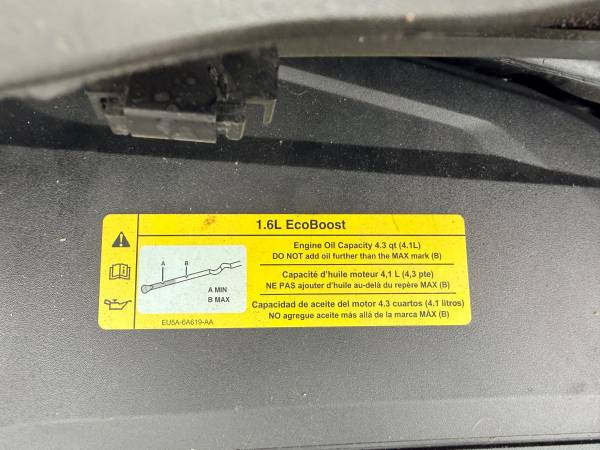 1.6L EcoBoost
Engine Oil Capacity 4.3 qt (4.1L)
DO NOT add oil further than the MAX mark (B)
A B
A MIN
B MAX
Capacité d'huile moteur 4,1 L (4,3 pte)
NE PAS ajouter d'huile au-delà du repère MAX (B)
Capacidad de aceite del motor 4.3 cuartos (4.1 litros)
NO agregue aceite más allá de la marca MÁX (B)
EU5A-6A619-AA